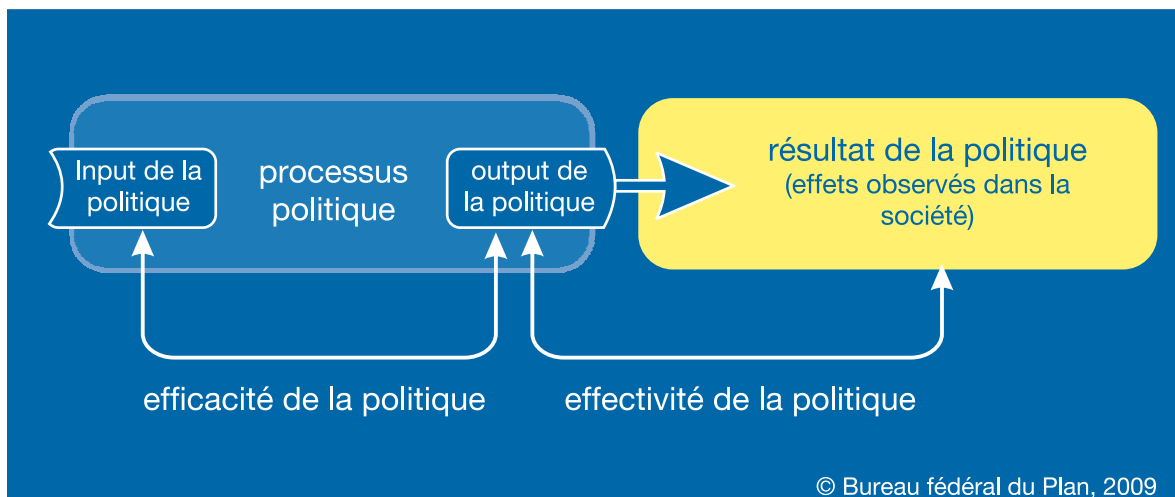 Input de la
politique
processus
politique
output de
la politique
résultat de la politique
(effets observés dans la
société)
efficacité de la politique
effectivité de la politique
© Bureau fédéral du Plan, 2009